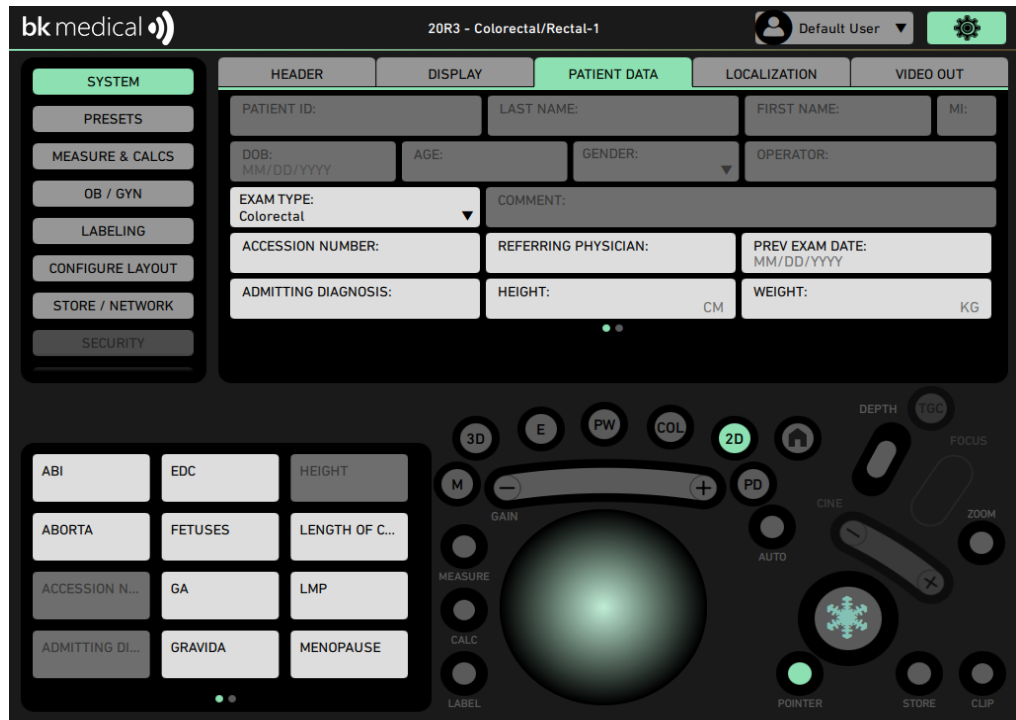 bk medical
20R3 - Colorectal/Rectal-1
Default User
SYSTEM
PRESETS
MEASURE & CALCS
OB / GYN
LABELING
CONFIGURE LAYOUT
STORE / NETWORK
SECURITY
HEADER
DISPLAY
PATIENT DATA
LOCALIZATION
VIDEO OUT
PATIENT ID:
LAST NAME:
FIRST NAME:
MI:
DOB:
MM/DD/YYYY
AGE:
GENDER:
OPERATOR:
EXAM TYPE:
Colorectal
COMMENT:
ACCESSION NUMBER:
REFERRING PHYSICIAN:
PREV EXAM DATE:
MM/DD/YYYY
ADMITTING DIAGNOSIS:
HEIGHT:
CM
WEIGHT:
KG
ABI
EDC
HEIGHT
ABORTA
FETUSES
LENGTH OF C...
ACCESSION N...
GA
LMP
ADMITTING DI...
GRAVIDA
MENOPAUSE
3D
E
PW
COL
2D
M
GAIN
PD
DEPTH
TGC
FOCUS
CINE
ZOOM
AUTO
MEASURE
CALC
LABEL
POINTER
STORE
CLIP